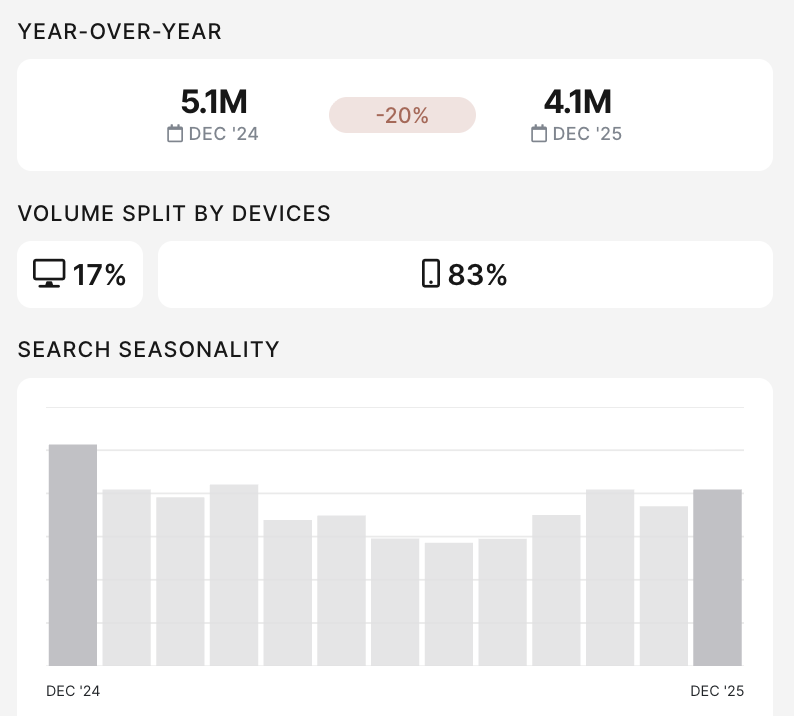 YEAR-OVER-YEAR
5.1M
-20%
4.1M
DEC '24
DEC '25
VOLUME SPLIT BY DEVICES
17%
83%
SEARCH SEASONALITY
DEC '24
DEC '25